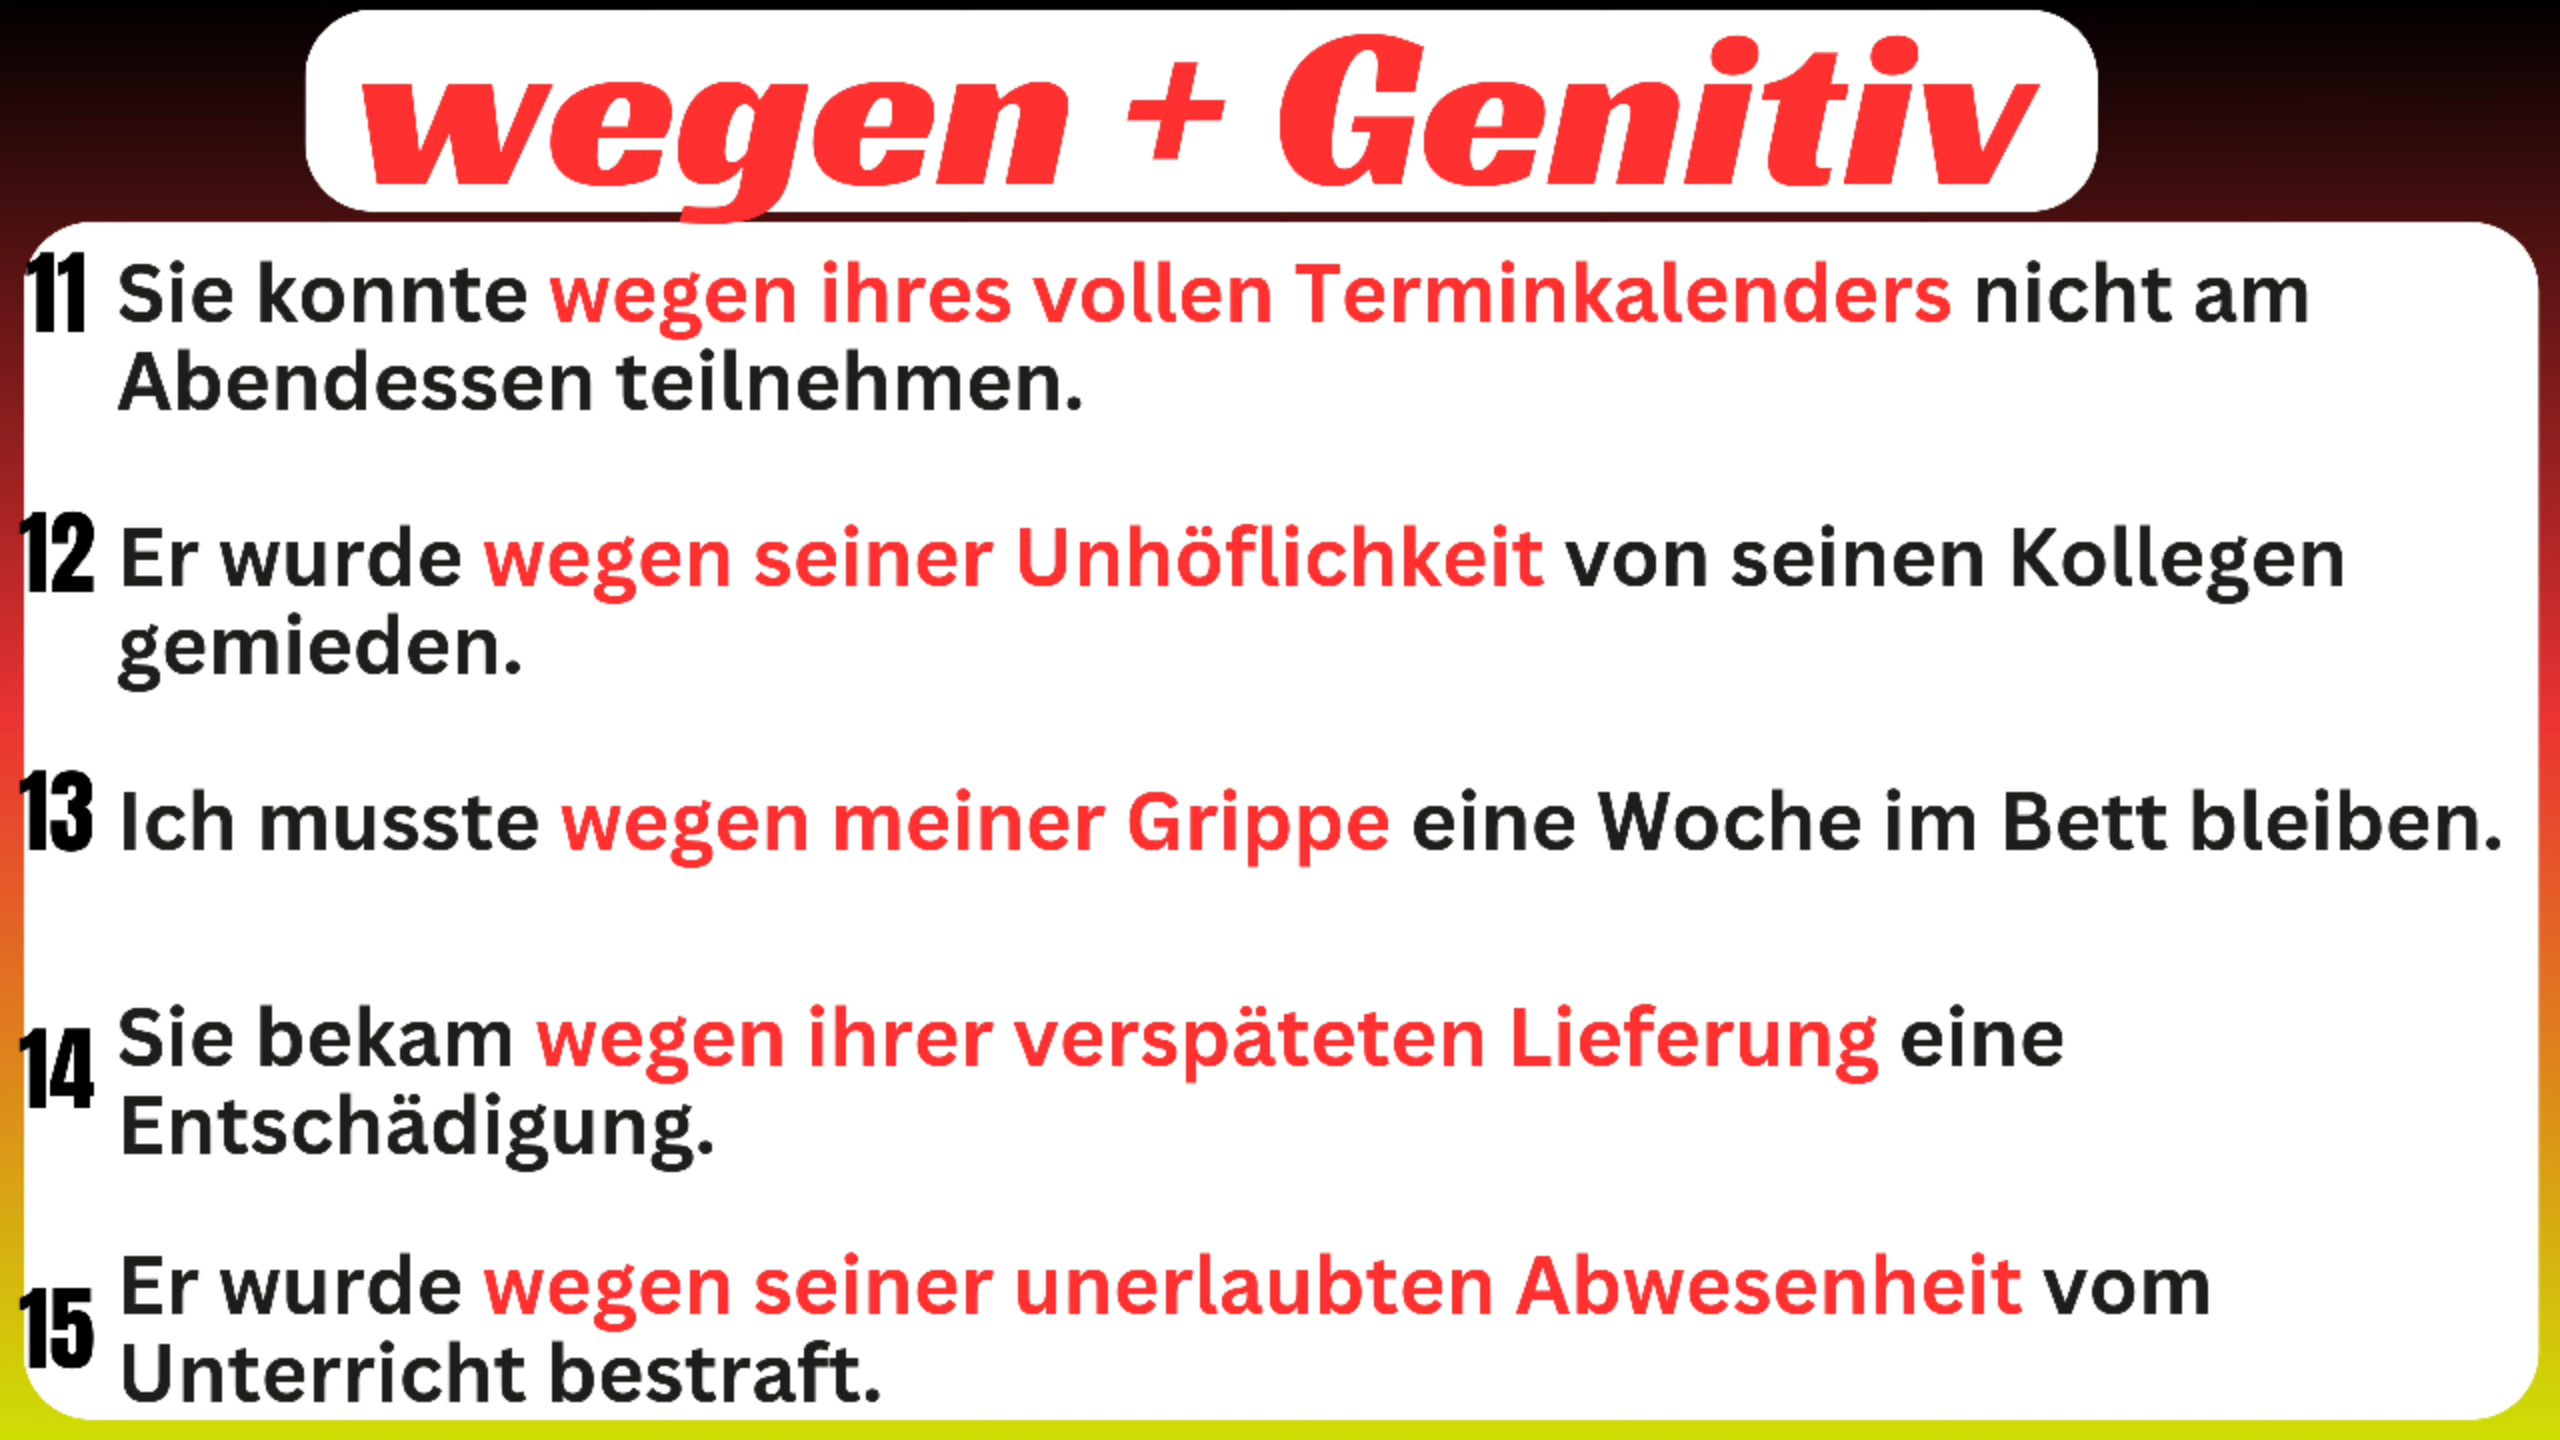 wegen + Genitiv
11 Sie konnte wegen ihres vollen Terminkalenders nicht am
Abendessen teilnehmen.
12 Er wurde wegen seiner Unhöflichkeit von seinen Kollegen
gemieden.
13 Ich musste wegen meiner Grippe eine Woche im Bett bleiben.
14 Sie bekam wegen ihrer verspäteten Lieferung eine
Entschädigung.
15 Er wurde wegen seiner unerlaubten Abwesenheit vom
Unterricht bestraft.